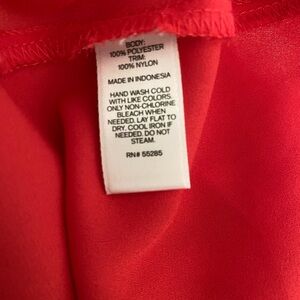 BODY:
100% POLYESTER
TRIM:
100% NYLON
MADE IN INDONESIA
HAND WASH COLD
WITH LIKE COLORS.
ONLY NON-CHLORINE
BLEACH WHEN
NEEDED. LAY FLAT TO
DRY. COOL IRON IF
NEEDED. DO NOT
STEAM.
RN# 55285